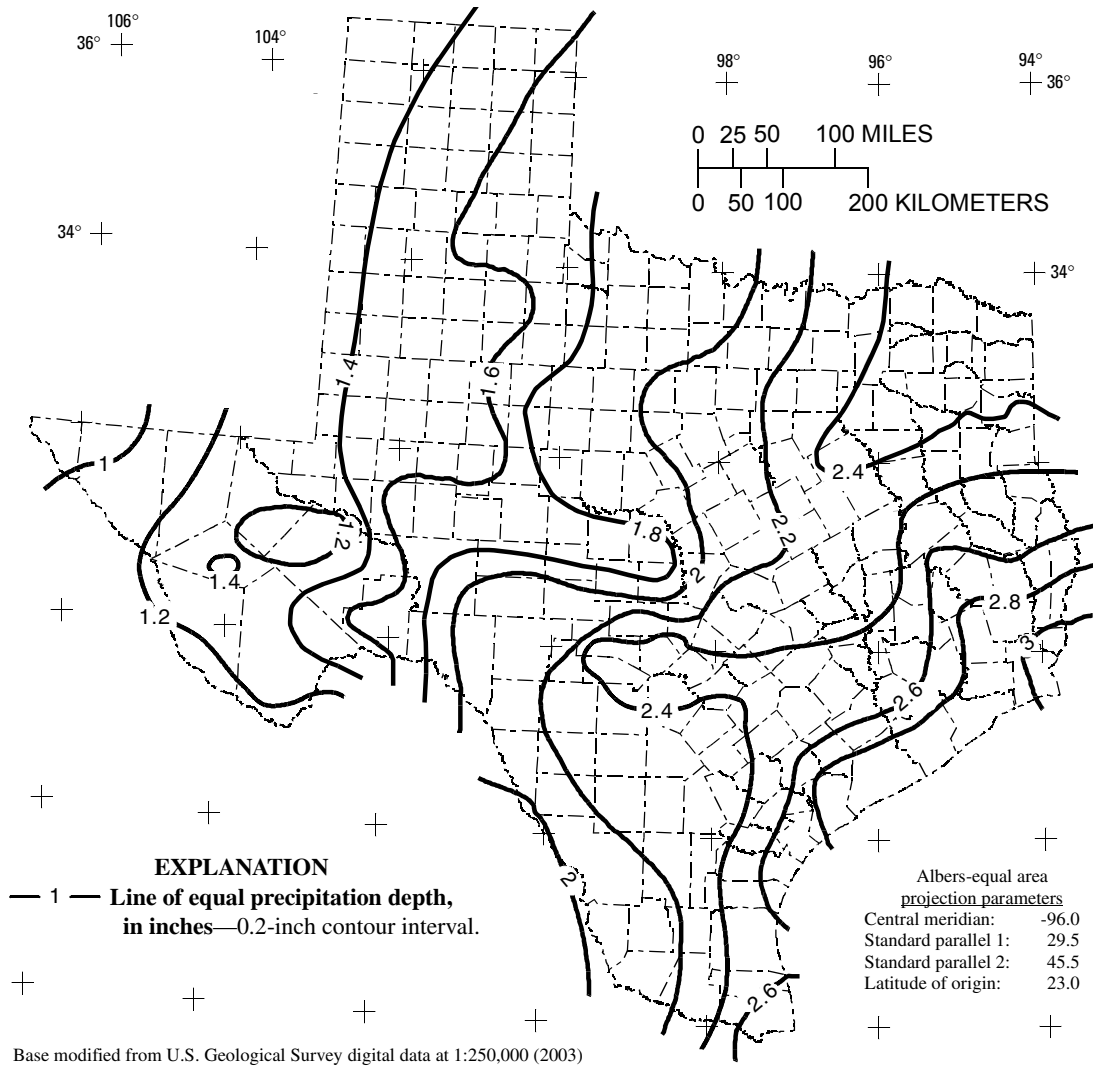 106°
36°
104°
98°
96°
94°
36°
0 25 50 100 MILES
0 50 100 200 KILOMETERS
34°
34°
1.4
1.6
1
2.4
1.2
1.8
2.2
1.4
2
2.8
1.2
3
2.6
2.4
2
2.6
EXPLANATION
1 Line of equal precipitation depth,
in inches—0.2-inch contour interval.
Albers-equal area
projection parameters
Central meridian: -96.0
Standard parallel 1: 29.5
Standard parallel 2: 45.5
Latitude of origin: 23.0
Base modified from U.S. Geological Survey digital data at 1:250,000 (2003)